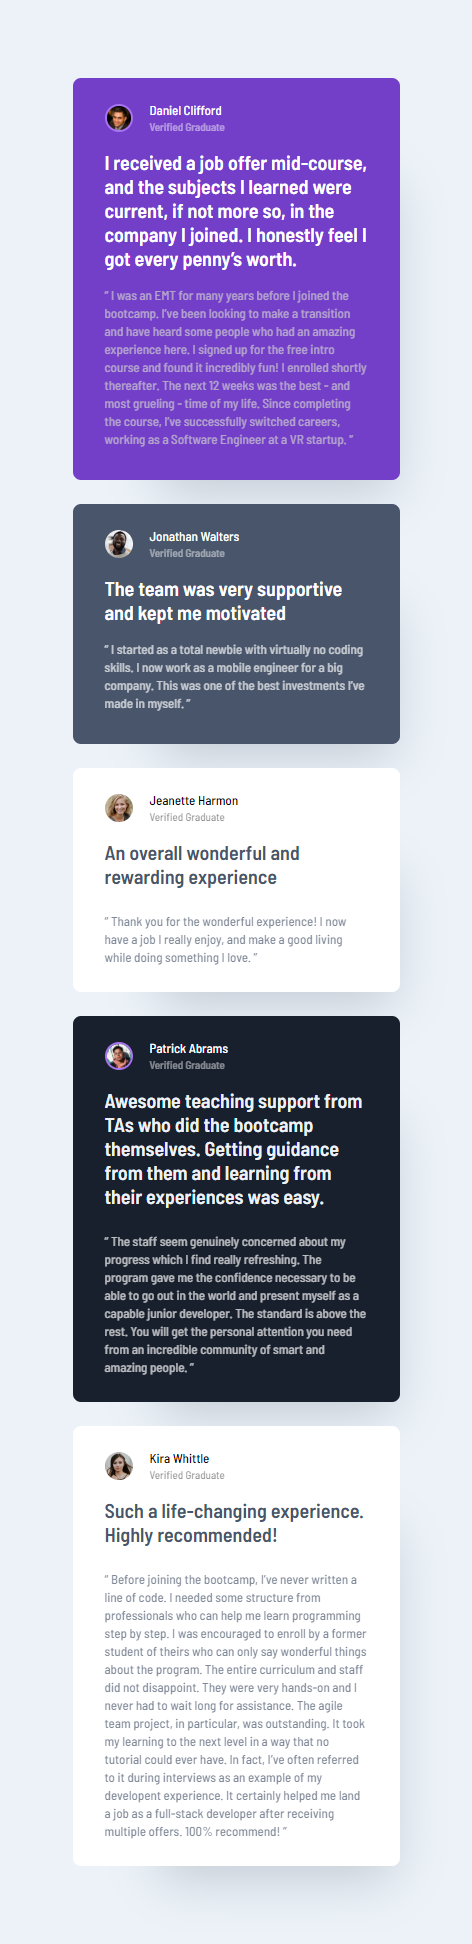 Daniel Clifford
Verified Graduate
I received a job offer mid-course,
and the subjects I learned were
current, if not more so, in the
company I joined. I honestly feel I
got every penny’s worth.
“ I was an EMT for many years before I joined the
bootcamp. I’ve been looking to make a transition
and have heard some people who had an amazing
experience here. I signed up for the free intro
course and found it incredibly fun! I enrolled shortly
thereafter. The next 12 weeks was the best - and
most grueling - time of my life. Since completing
the course, I’ve successfully switched careers,
working as a Software Engineer at a VR startup. ”
Jonathan Walters
Verified Graduate
The team was very supportive
and kept me motivated
“ I started as a total newbie with virtually no coding
skills. I now work as a mobile engineer for a big
company. This was one of the best investments I’ve
made in myself. ”
Jeanette Harmon
Verified Graduate
An overall wonderful and
rewarding experience
“ Thank you for the wonderful experience! I now
have a job I really enjoy, and make a good living
while doing something I love. ”
Patrick Abrams
Verified Graduate
Awesome teaching support from
TAs who did the bootcamp
themselves. Getting guidance
from them and learning from
their experiences was easy.
“ The staff seem genuinely concerned about my
progress which I find really refreshing. The
program gave me the confidence necessary to be
able to go out in the world and present myself as a
capable junior developer. The standard is above the
rest. You will get the personal attention you need
from an incredible community of smart and
amazing people. ”
Kira Whittle
Verified Graduate
Such a life-changing experience.
Highly recommended!
“ Before joining the bootcamp, I’ve never written a
line of code. I needed some structure from
professionals who can help me learn programming
step by step. I was encouraged to enroll by a former
student of theirs who can only say wonderful things
about the program. The entire curriculum and staff
did not disappoint. They were very hands-on and I
never had to wait long for assistance. The agile
team project, in particular, was outstanding. It took
my learning to the next level in a way that no
tutorial could ever have. In fact, I’ve often referred
to it during interviews as an example of my
developent experience. It certainly helped me land
a job as a full-stack developer after receiving
multiple offers. 100% recommend! ”